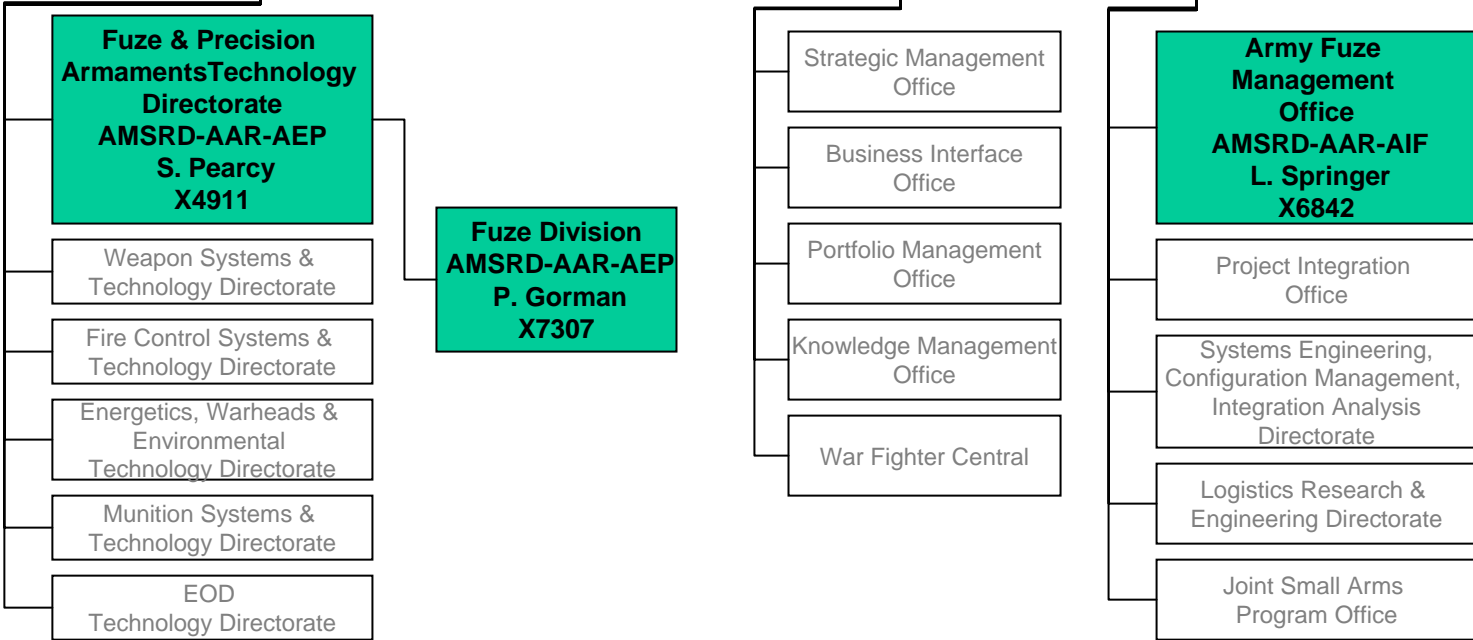 Fuze & Precision
ArmamentsTechnology
Directorate
AMSRD-AAR-AEP
S. Pearcy
X4911
Weapon Systems &
Technology Directorate
Fire Control Systems &
Technology Directorate
Energetics, Warheads &
Environmental
Technology Directorate
Munition Systems &
Technology Directorate
EOD
Technology Directorate
Fuze Division
AMSRD-AAR-AEP
P. Gorman
X7307
Strategic Management
Office
Business Interface
Office
Portfolio Management
Office
Knowledge Management
Office
War Fighter Central
Army Fuze
Management
Office
AMSRD-AAR-AIF
L. Springer
X6842
Project Integration
Office
Systems Engineering,
Configuration Management,
Integration Analysis
Directorate
Logistics Research &
Engineering Directorate
Joint Small Arms
Program Office